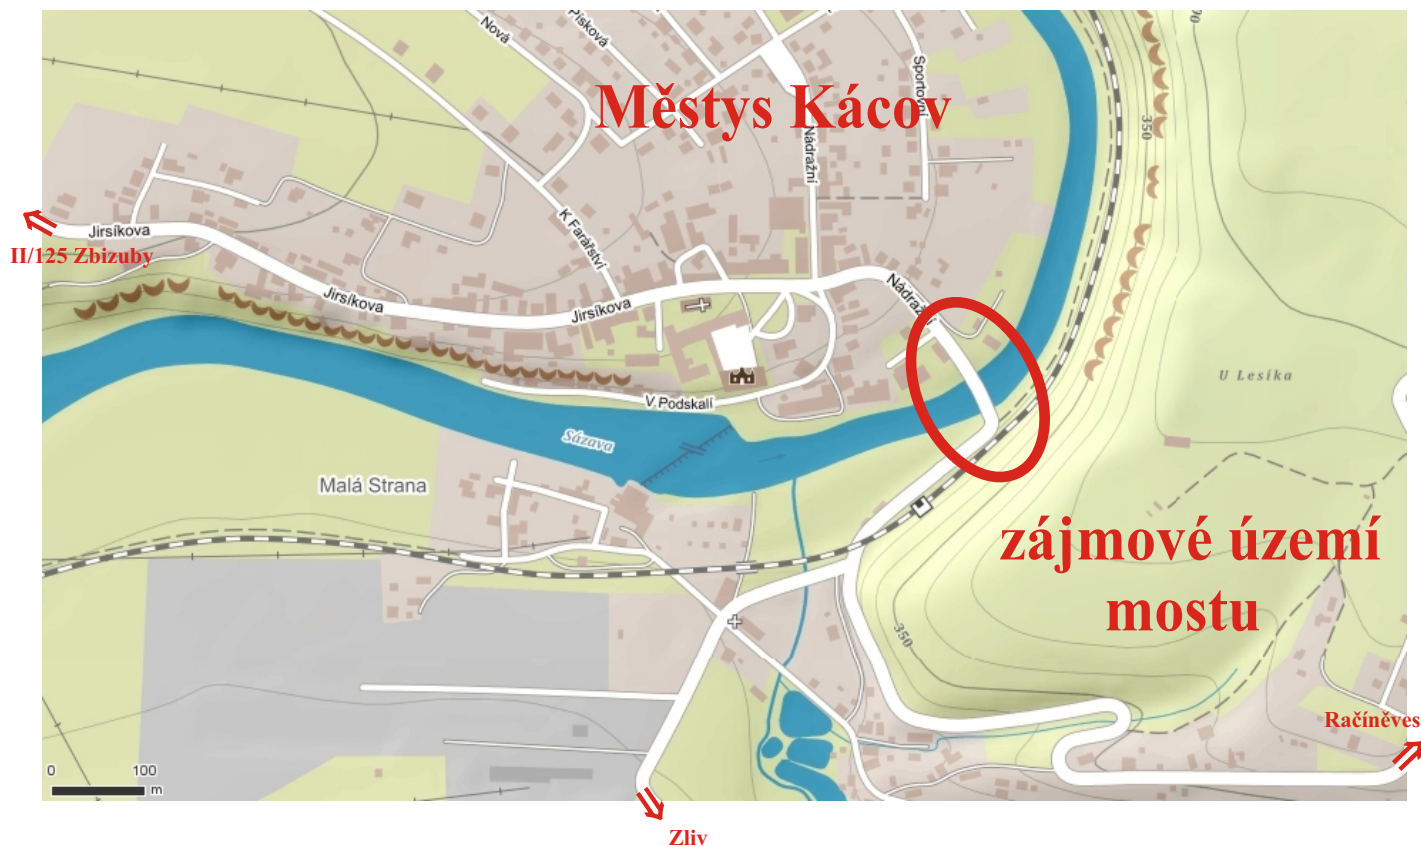 Nová
Písková
Sportovní
Městys Kácov
350
Nádražní
Jirsíkova
K Farářství
II/125 Zbizuby
Jirsíkova
Jirsíkova
Nádražní
U Lesíka
V Podskalí
Sázava
Malá Strana
zájmové území
mostu
350
Račíněves
0 100
m
Zliv